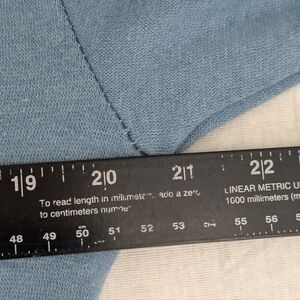 19 20 21 22
To read length in millimeters, add a zero
to centimeters number
LINEAR METRIC
1000 millimeters (m
48 49 50 51 52 53 55 56